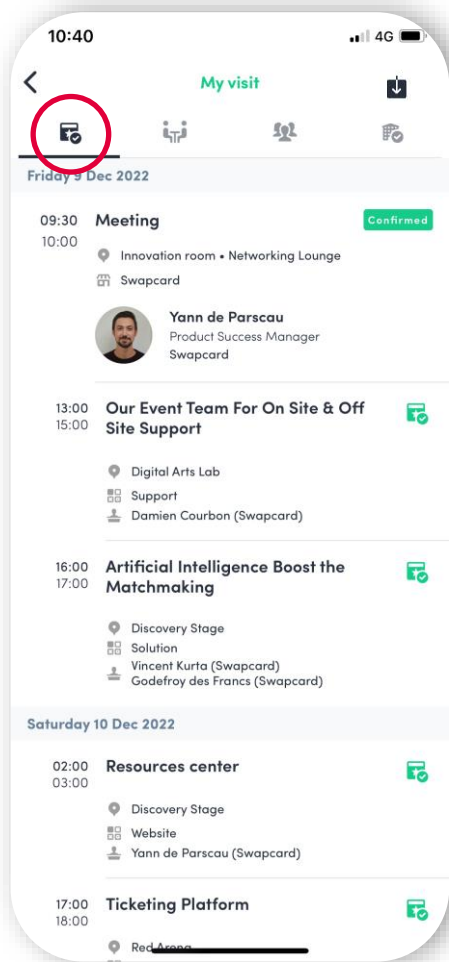 10:40
4G
My visit
Friday 9 Dec 2022
09:30 Meeting Confirmed
10:00
Innovation room • Networking Lounge
Swapcard
Yann de Parscau
Product Success Manager
Swapcard
13:00 Our Event Team For On Site & Off
15:00 Site Support
Digital Arts Lab
Support
Damien Courbon (Swapcard)
16:00 Artificial Intelligence Boost the
17:00 Matchmaking
Discovery Stage
Solution
Vincent Kurta (Swapcard)
Godefroy des Francs (Swapcard)
Saturday 10 Dec 2022
02:00 Resources center
03:00
Discovery Stage
Website
Yann de Parscau (Swapcard)
17:00 Ticketing Platform
18:00
Red Arena